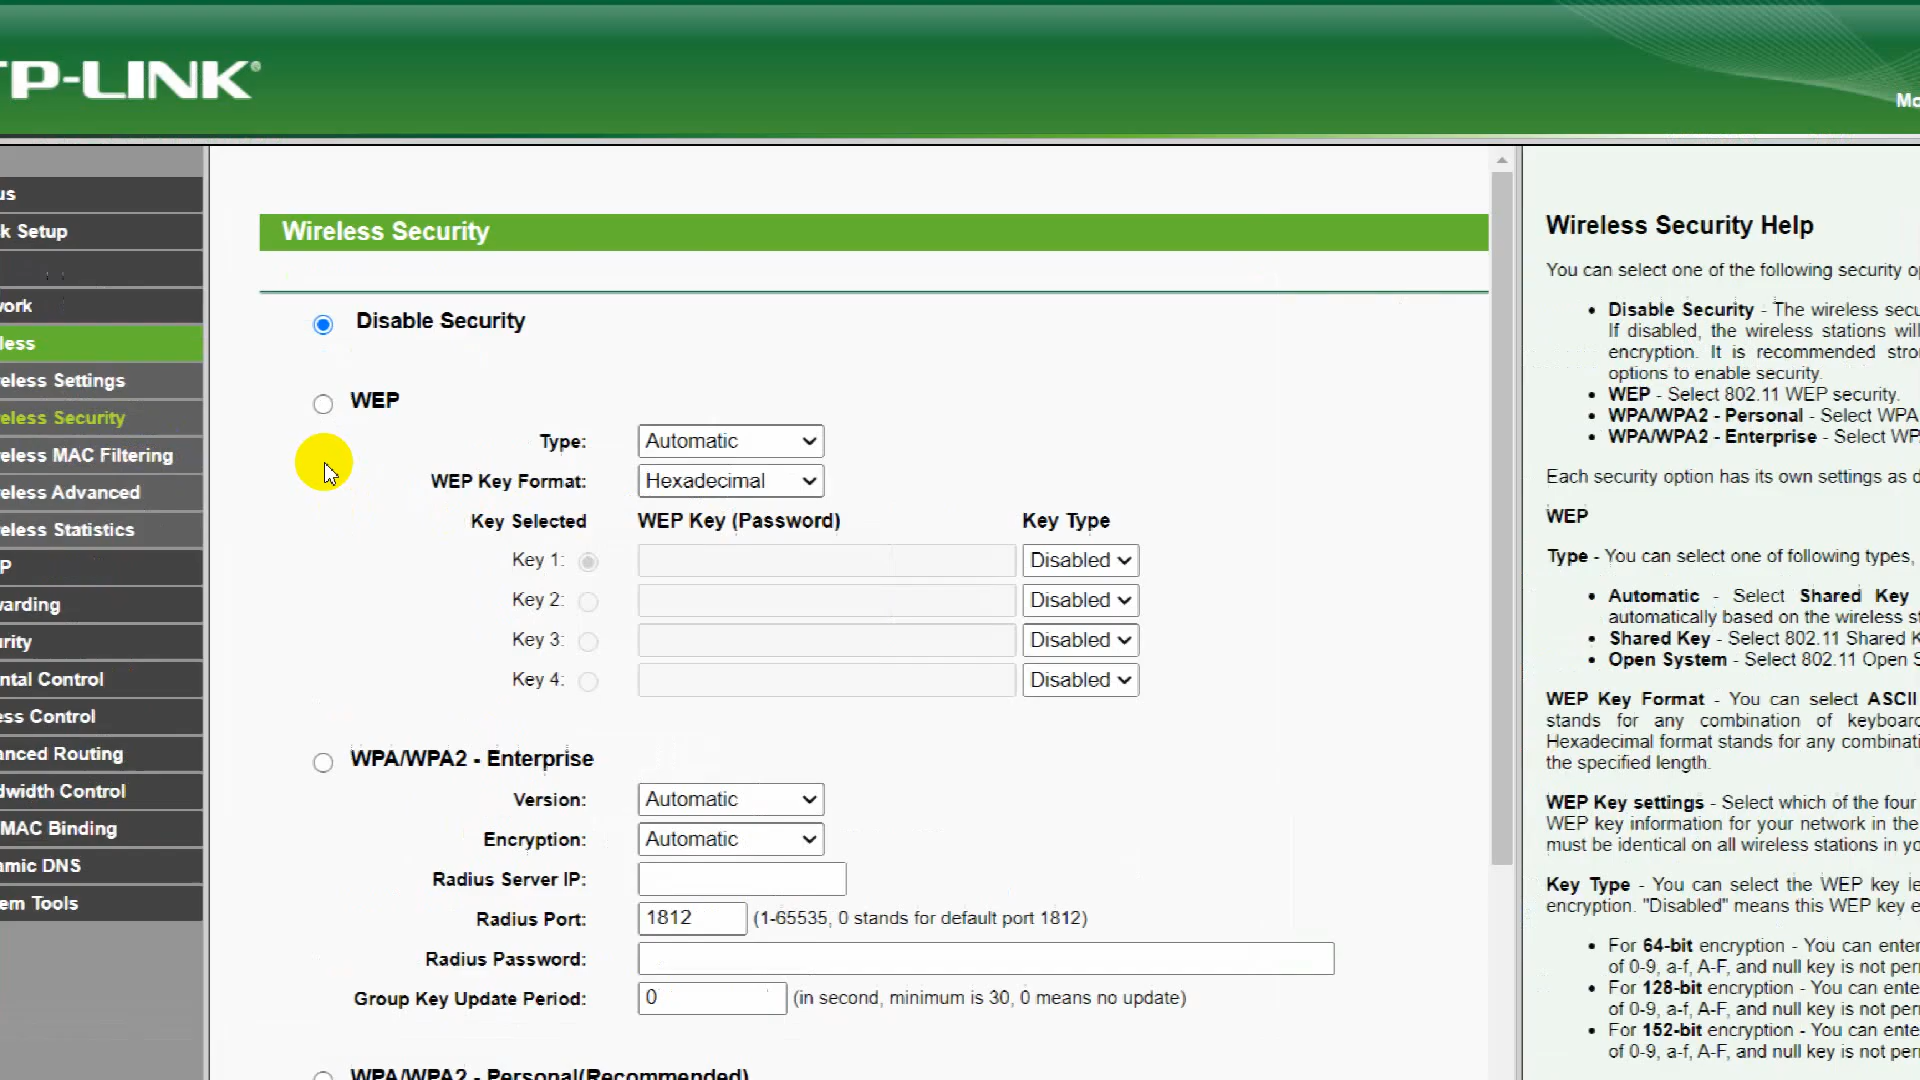 TP-LINK®
Mo
us
k Setup
work
less
eless Settings
eless Security
eless MAC Filtering
eless Advanced
eless Statistics
P
warding
urity
ntal Control
ess Control
anced Routing
dwidth Control
MAC Binding
amic DNS
em Tools
Wireless Security
Disable Security
WEP
Type: Automatic
WEP Key Format: Hexadecimal
Key Selected WEP Key (Password) Key Type
Key 1: Disabled
Key 2: Disabled
Key 3: Disabled
Key 4: Disabled
WPA/WPA2 - Enterprise
Version: Automatic
Encryption: Automatic
Radius Server IP:
Radius Port: 1812 (1-65535, 0 stands for default port 1812)
Radius Password:
Group Key Update Period: 0 (in second, minimum is 30, 0 means no update)
WPA/WPA2 - Personal(Recommended)
Wireless Security Help
You can select one of the following security o
• Disable Security - The wireless secu
If disabled, the wireless stations will
encryption. It is recommended stro
options to enable security.
• WEP - Select 802.11 WEP security.
• WPA/WPA2 - Personal - Select WPA
• WPA/WPA2 - Enterprise - Select WP
Each security option has its own settings as d
WEP
Type - You can select one of following types,
• Automatic - Select Shared Key
automatically based on the wireless s
• Shared Key - Select 802.11 Shared K
• Open System - Select 802.11 Open S
WEP Key Format - You can select ASCII
stands for any combination of keyboard
Hexadecimal format stands for any combinati
the specified length.
WEP Key settings - Select which of the four
WEP key information for your network in the
must be identical on all wireless stations in yo
Key Type - You can select the WEP key le
encryption. "Disabled" means this WEP key e
• For 64-bit encryption - You can enter
of 0-9, a-f, A-F, and null key is not per
• For 128-bit encryption - You can ente
of 0-9, a-f, A-F, and null key is not per
• For 152-bit encryption - You can ente
of 0-9, a-f, A-F, and null key is not per